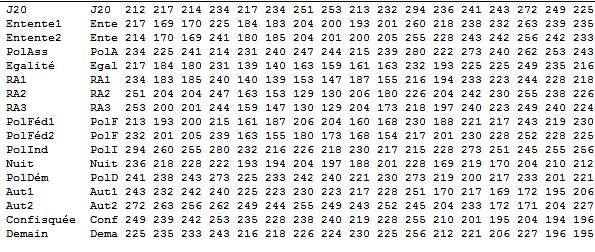 J20 J20 212 217 214 234 217 234 251 253 213 232 294 236 241 243 272 249 225
Entente1 Ente 217 169 170 225 184 183 204 200 193 201 260 218 238 232 263 239 235
Entente2 Ente 214 170 169 241 180 185 204 201 200 205 255 228 243 242 256 242 233
PolAss PolA 234 225 241 214 231 240 247 244 215 239 280 222 273 240 262 253 243
Egalité Egal 217 184 180 231 139 140 163 159 161 163 232 193 225 225 249 235 216
RA1 RA1 234 183 185 240 140 139 153 147 187 155 216 194 233 223 244 228 218
RA2 RA2 251 204 204 247 163 153 129 130 206 180 226 204 242 230 255 238 226
RA3 RA3 253 200 201 244 159 147 130 129 204 173 218 197 240 223 249 240 224
PolFéd1 PolF 213 193 200 215 161 187 206 204 160 168 230 188 221 217 243 219 230
PolFéd2 PolF 232 201 205 239 163 155 180 173 168 154 217 201 230 228 252 228 225
PolInd PolI 294 260 255 280 232 216 226 218 230 217 215 228 273 251 245 255 256
Nuit Nuit 236 218 228 222 193 194 204 197 188 201 228 169 219 170 204 210 212
PolDém PolD 241 238 243 273 225 233 242 240 221 230 273 219 200 217 233 201 221
Aut1 Aut1 243 232 242 240 225 223 230 223 217 228 251 170 217 169 172 195 206
Aut2 Aut2 272 263 256 262 249 244 255 249 243 252 245 204 233 172 171 204 227
Confisquée Conf 249 239 242 253 235 228 238 240 219 228 255 210 201 195 204 194 196
Demande Dema 225 235 233 243 216 218 226 224 230 225 256 212 221 206 227 196 195